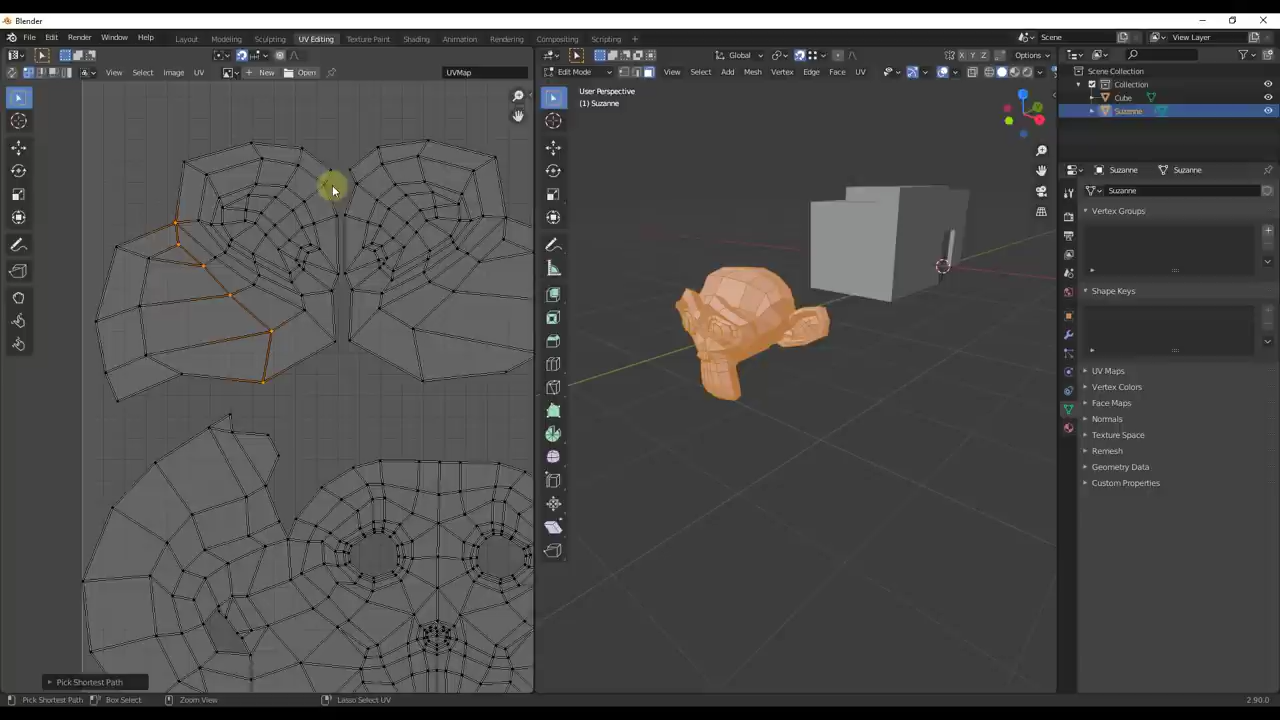 Blender
File Edit Render Window Help
Layout Modeling Sculpting UV Editing Texture Paint Shading Animation Rendering Compositing Scripting +
Scene
View Layer
View Select Image UV
New
Open
UVMap
Global
X Y Z
Options
Edit Mode
View Select Add Mesh Vertex Edge Face UV
User Perspective
(1) Suzanne
Scene Collection
Collection
Cube
Suzanne
Suzanne Suzanne
Suzanne
Vertex Groups
Shape Keys
UV Maps
Vertex Colors
Face Maps
Normals
Texture Space
Remesh
Geometry Data
Custom Properties
Pick Shortest Path
Pick Shortest Path Box Select Zoom View Lasso Select UV
2.90.0